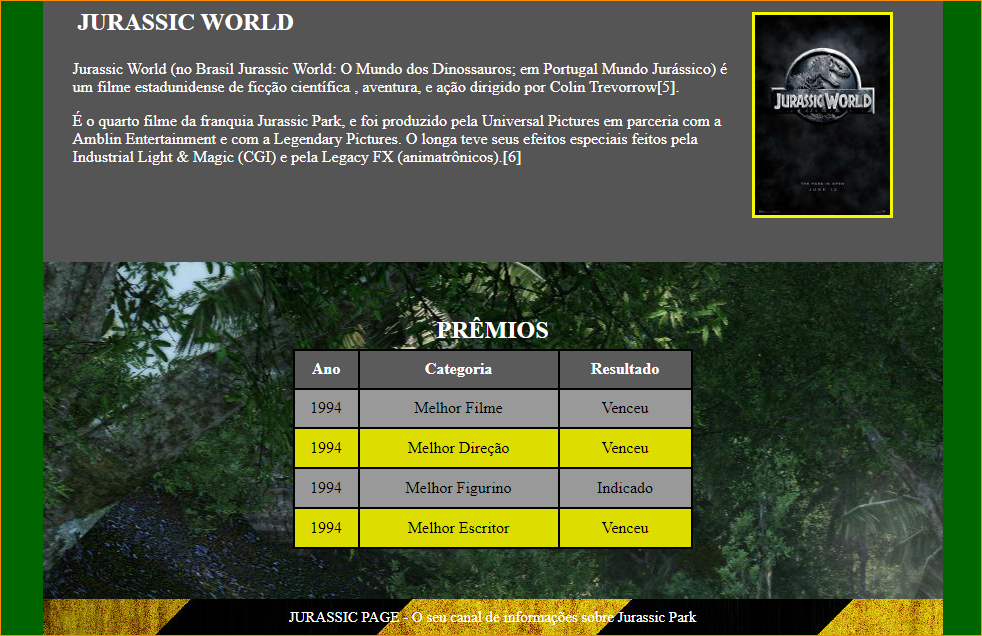 JURASSIC WORLD
Jurassic World (no Brasil Jurassic World: O Mundo dos Dinossauros; em Portugal Mundo Jurássico) é
um filme estadunidense de ficção científica , aventura, e ação dirigido por Colin Trevorrow[5].
É o quarto filme da franquia Jurassic Park, e foi produzido pela Universal Pictures em parceria com a
Amblin Entertainment e com a Legendary Pictures. O longa teve seus efeitos especiais feitos pela
Industrial Light & Magic (CGI) e pela Legacy FX (animatrônicos).[6]
JURASSIC WORLD
THE PARK IS OPEN
JUNE 12
PRÊMIOS
Ano Categoria Resultado
1994 Melhor Filme Venceu
1994 Melhor Direção Venceu
1994 Melhor Figurino Indicado
1994 Melhor Escritor Venceu
JURASSIC PAGE - O seu canal de informações sobre Jurassic Park